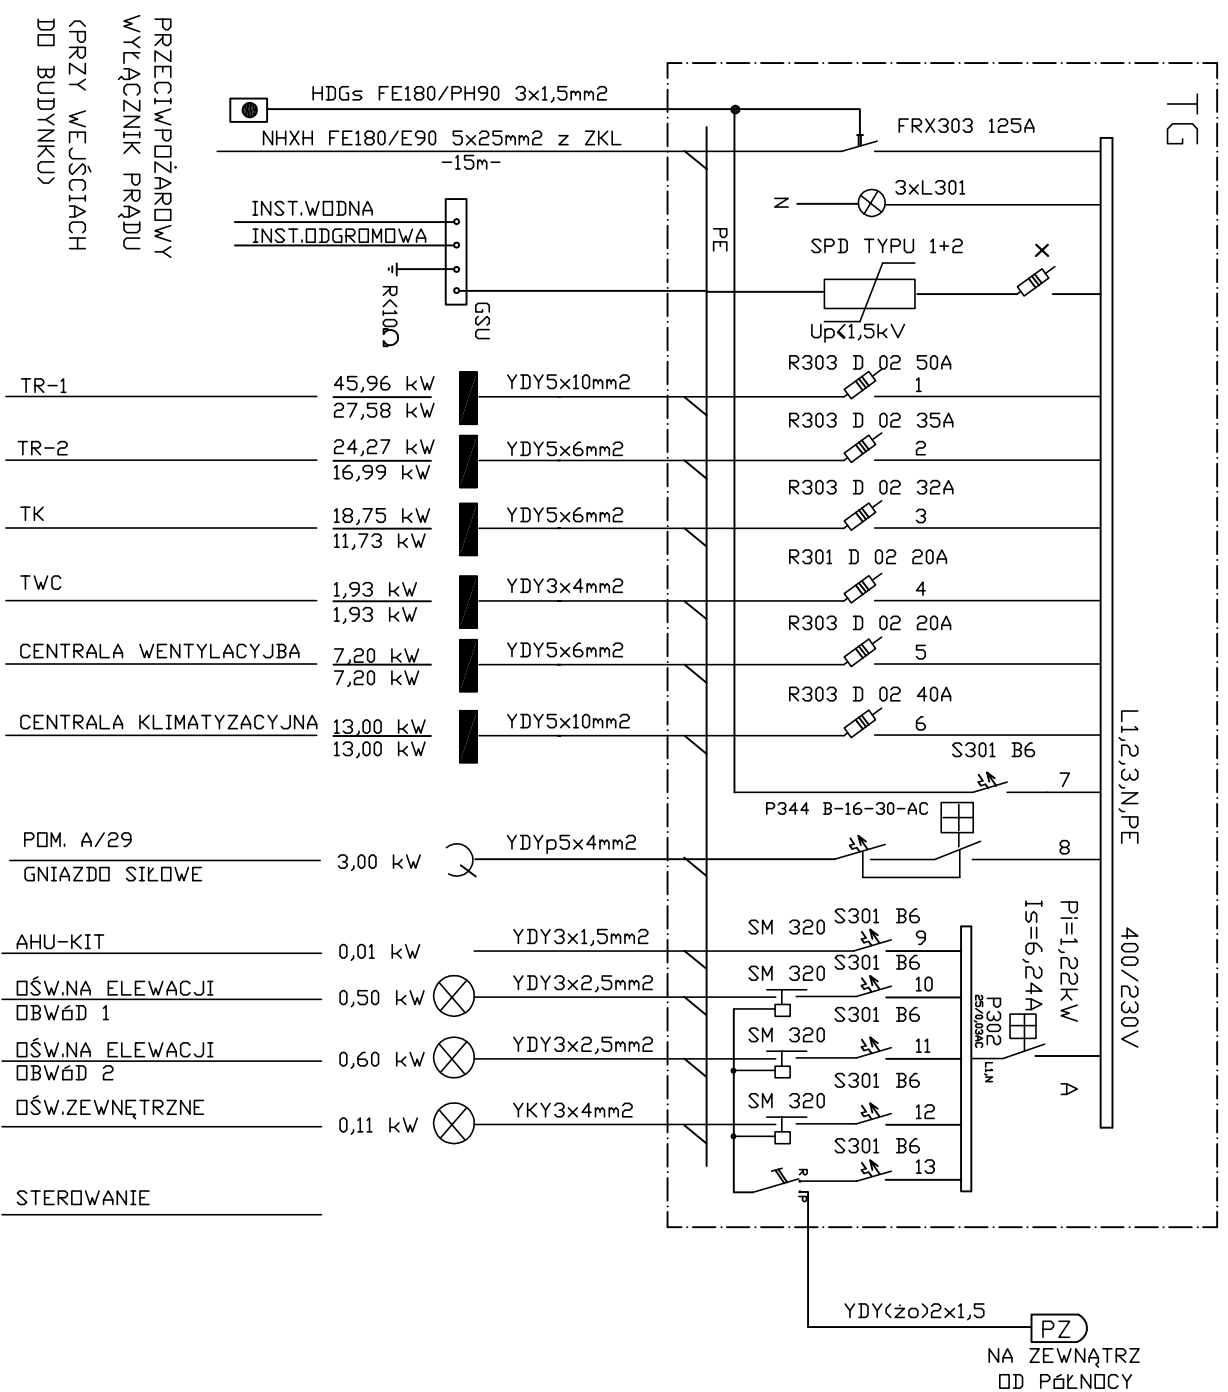 PRZECIWPOŻAROWY
WYŁĄCZNIK PRĄDU
(PRZY WEJŚCIACH
DO BUDYNKU)
TG
HDGs FE180/PH90 3x1,5mm2
NHXH FE180/E90 5x25mm2 z ZKL
-15m-
FRX303 125A
N
3xL301
INST.WODNA
INST.ODGROMOWA
R<10Ω
GSU
PE
SPD TYPU 1+2
Up<1,5kV
TR-1
45,96 kW
27,58 kW
YDY5x10mm2
R303 D 02 50A
1
TR-2
24,27 kW
16,99 kW
YDY5x6mm2
R303 D 02 35A
2
TK
18,75 kW
11,73 kW
YDY5x6mm2
R303 D 02 32A
3
TWC
1,93 kW
1,93 kW
YDY3x4mm2
R301 D 02 20A
4
CENTRALA WENTYLACYJBA
7,20 kW
7,20 kW
YDY5x6mm2
R303 D 02 20A
5
CENTRALA KLIMATYZACYJNA
13,00 kW
13,00 kW
YDY5x10mm2
R303 D 02 40A
6
S301 B6
7
L1,2,3,N,PE
400/230V
POM. A/29
GNIAZDO SIŁOWE
3,00 kW
YDYp5x4mm2
P344 B-16-30-AC
8
Pi=1,22kW
Is=6,24A
A
P302
25/0,03AC
L1,N
AHU-KIT
0,01 kW
YDY3x1,5mm2
SM 320
S301 B6
9
OŚW.NA ELEWACJI
OBWóD 1
0,50 kW
YDY3x2,5mm2
SM 320
S301 B6
10
OŚW.NA ELEWACJI
OBWóD 2
0,60 kW
YDY3x2,5mm2
SM 320
S301 B6
11
OŚW.ZEWNĘTRZNE
0,11 kW
YKY3x4mm2
SM 320
S301 B6
12
STEROWANIE
S301 B6
13
R
IP
YDY(żo)2x1,5
PZ
NA ZEWNĄTRZ
OD PóŁNOCY